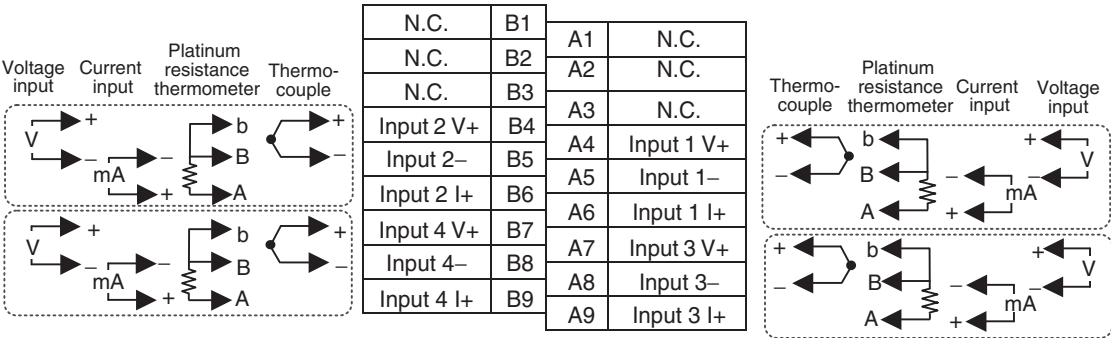 Voltage input
Current input
Platinum resistance thermometer
Thermo-couple
V + −
mA − +
b
B
A
+
−
V + −
mA − +
b
B
A
+
−
N.C. B1
N.C. B2
N.C. B3
Input 2 V+ B4
Input 2− B5
Input 2 I+ B6
Input 4 V+ B7
Input 4− B8
Input 4 I+ B9
A1 N.C.
A2 N.C.
A3 N.C.
A4 Input 1 V+
A5 Input 1−
A6 Input 1 I+
A7 Input 3 V+
A8 Input 3−
A9 Input 3 I+
Thermo-couple
Platinum resistance thermometer
Current input
Voltage input
+
−
b
B
A
− + mA
+ − V
+
−
b
B
A
− + mA
+ − V